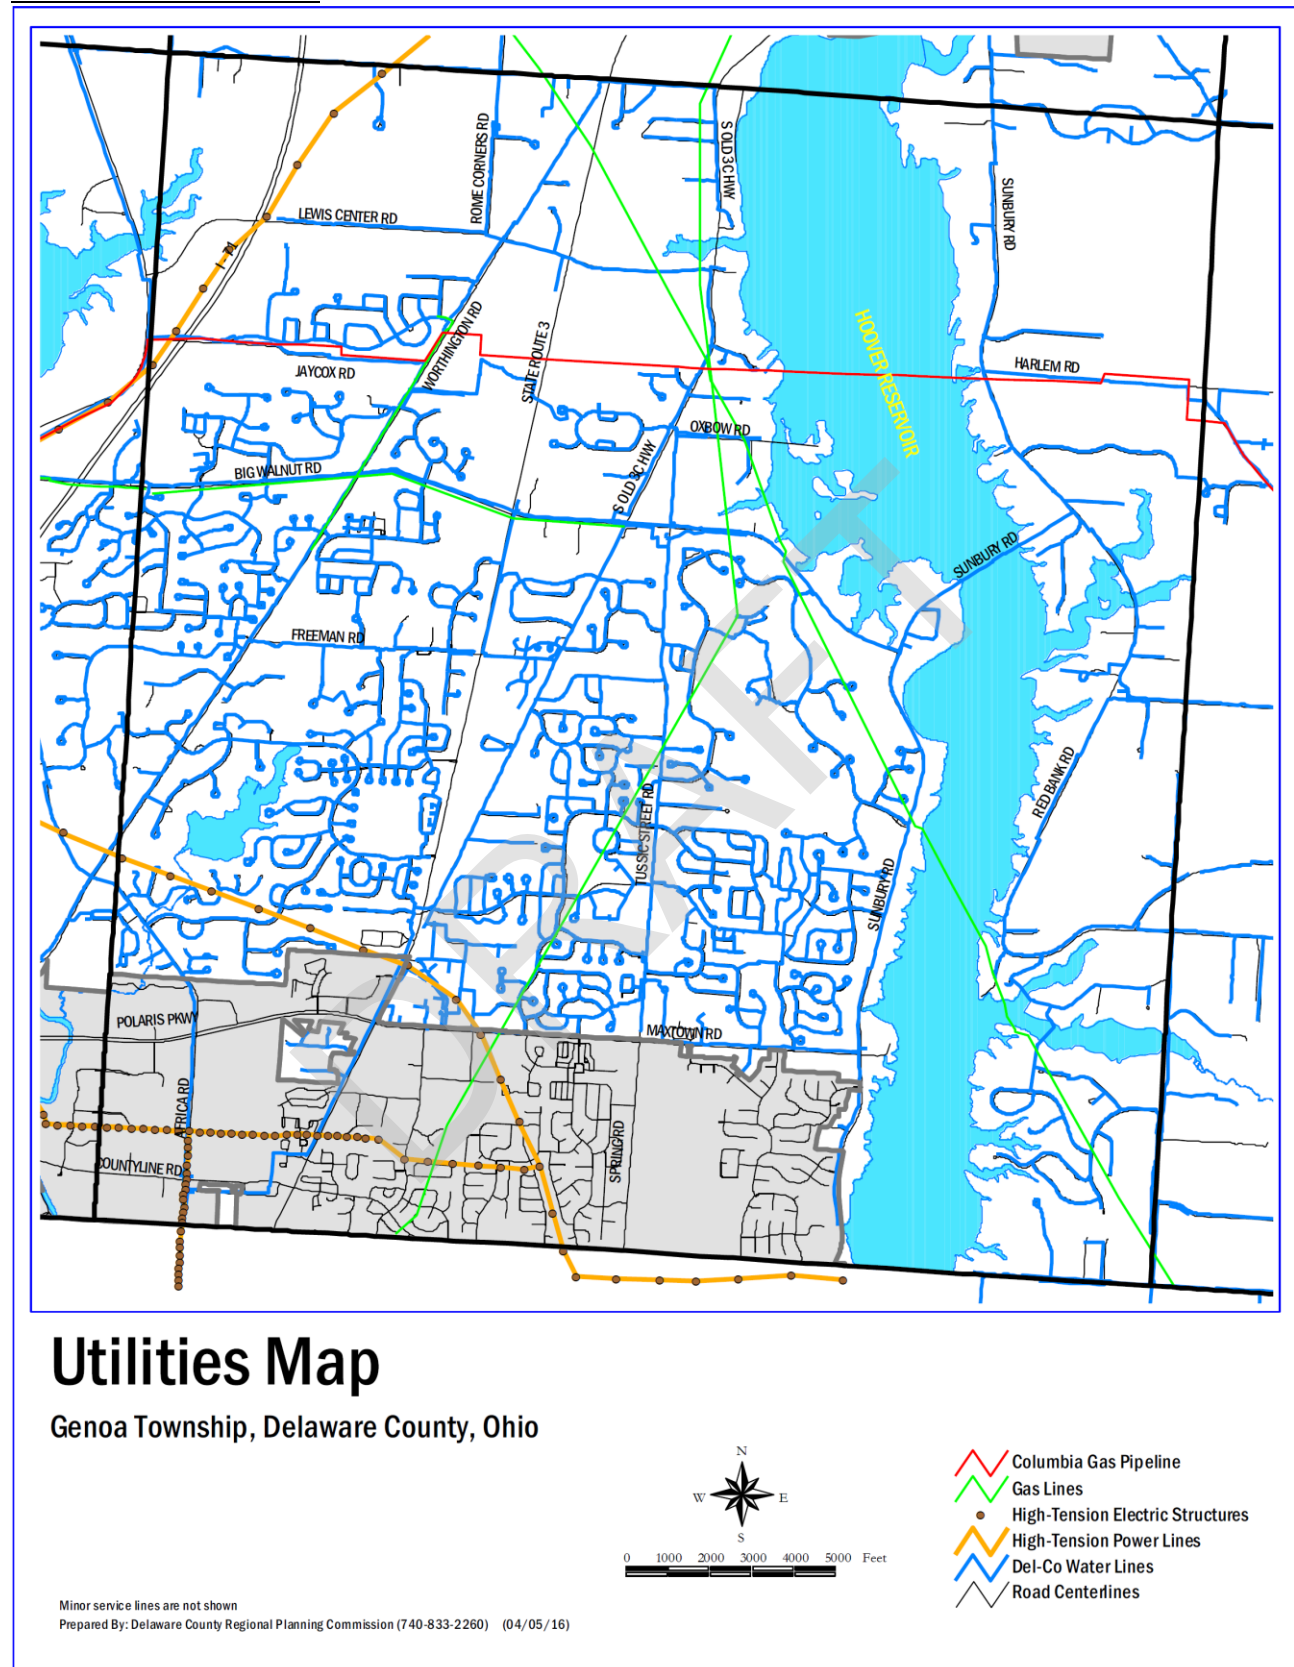 ROME CORNERS RD
S OLD 3C HWY
SUNBURY RD
LEWIS CENTER RD
I - 71
HOOVER RESERVOIR
WORTHINGTON RD
STATE ROUTE 3
JAYCOX RD
HARLEM RD
OXBOW RD
S OLD 3C HWY
BIG WALNUT RD
SUNBURY RD
FREEMAN RD
RED BANK RD
TUSSIC STREET RD
SUNBURY RD
DRAFT
POLARIS PKWY
MAXTOWN RD
AFRICA RD
SPRING RD
COUNTYLINE RD
Utilities Map
Genoa Township, Delaware County, Ohio
N
W E
S
0 1000 2000 3000 4000 5000 Feet
Columbia Gas Pipeline
Gas Lines
High-Tension Electric Structures
High-Tension Power Lines
Del-Co Water Lines
Road Centerlines
Minor service lines are not shown
Prepared By: Delaware County Regional Planning Commission (740-833-2260) (04/05/16)